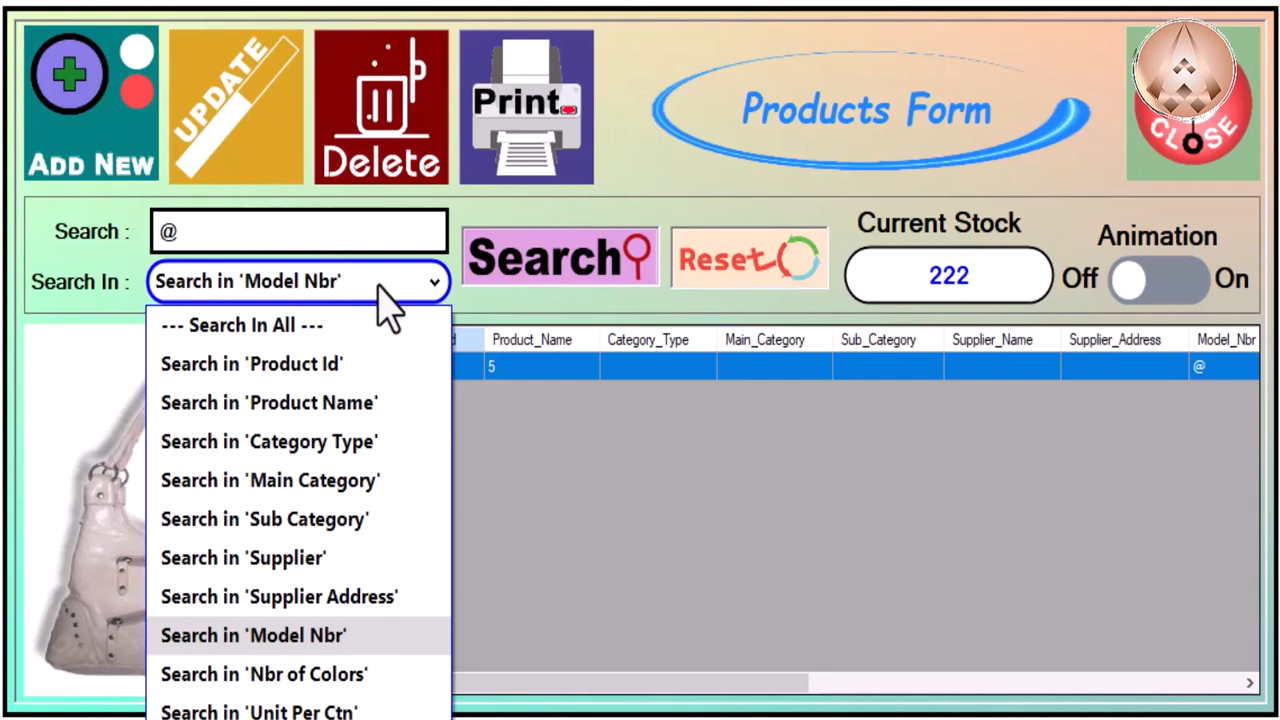 ADD NEW
UPDATE
Delete
Print
Products Form
CLOSE
Search :
@
Search In :
Search in 'Model Nbr'
Search
Reset
Current Stock
222
Animation
Off
On
--- Search In All ---
Search in 'Product Id'
Search in 'Product Name'
Search in 'Category Type'
Search in 'Main Category'
Search in 'Sub Category'
Search in 'Supplier'
Search in 'Supplier Address'
Search in 'Model Nbr'
Search in 'Nbr of Colors'
Search in 'Unit Per Ctn'
Product_Name Category_Type Main_Category Sub_Category Supplier_Name Supplier_Address Model_Nbr
5 @